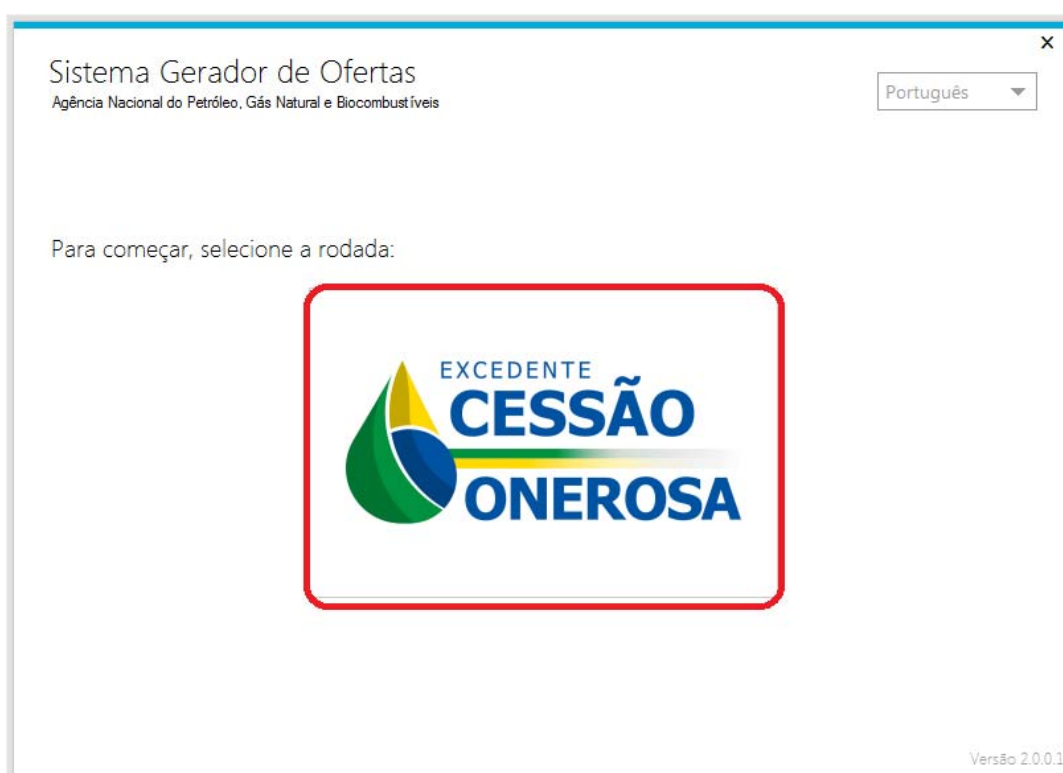 x
Sistema Gerador de Ofertas
Agência Nacional do Petróleo, Gás Natural e Biocombustíveis
Português
Para começar, selecione a rodada:
EXCEDENTE
CESSÃO
ONEROSA
Versão 2.0.0.1